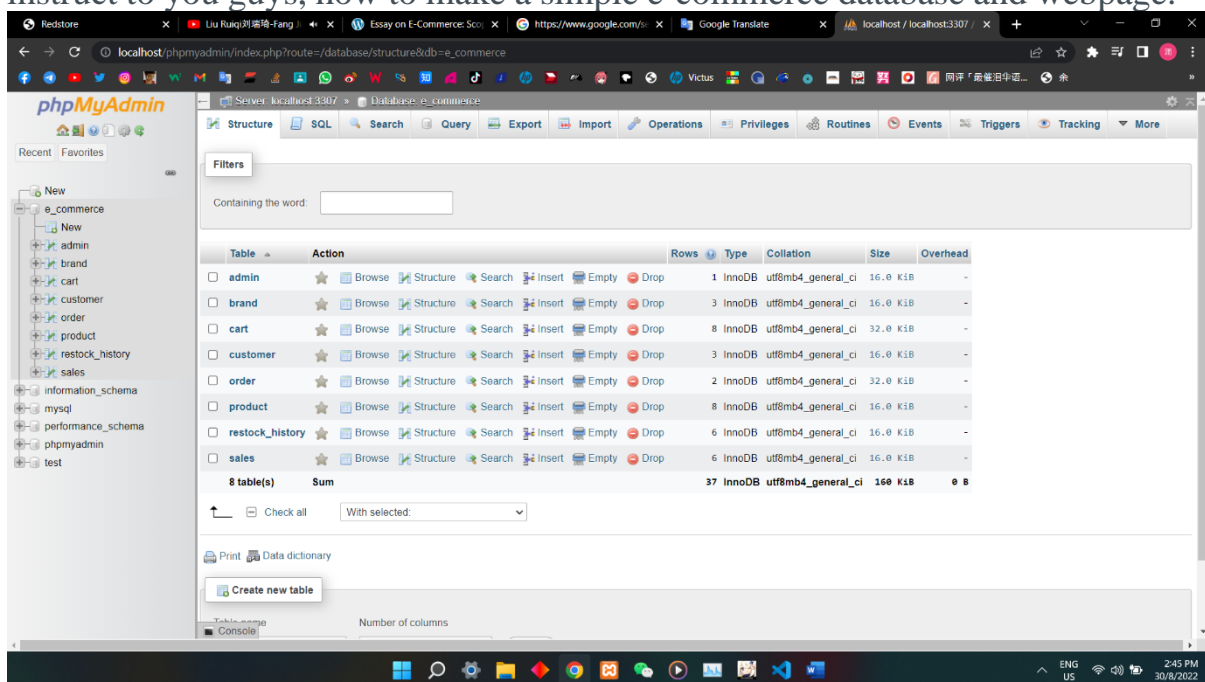 instruct to you guys, how to make a simple e-commerce database and webpage.
Redstore
Liu Ruiqi刘瑞琦-Fang Ji
Essay on E-Commerce: Scop
https://www.google.com/se
Google Translate
localhost / localhost:3307 /
localhost/phpmyadmin/index.php?route=/database/structure&db=e_commerce
Victus
网评「最催泪华语...
余
phpMyAdmin
Recent Favorites
New
e_commerce
New
admin
brand
cart
customer
order
product
restock_history
sales
information_schema
mysql
performance_schema
phpmyadmin
test
Server: localhost:3307 » Database: e_commerce
Structure SQL Search Query Export Import Operations Privileges Routines Events Triggers Tracking More
Filters
Containing the word:
Table Action Rows Type Collation Size Overhead
admin Browse Structure Search Insert Empty Drop 1 InnoDB utf8mb4_general_ci 16.0 KiB -
brand Browse Structure Search Insert Empty Drop 3 InnoDB utf8mb4_general_ci 16.0 KiB -
cart Browse Structure Search Insert Empty Drop 8 InnoDB utf8mb4_general_ci 32.0 KiB -
customer Browse Structure Search Insert Empty Drop 3 InnoDB utf8mb4_general_ci 16.0 KiB -
order Browse Structure Search Insert Empty Drop 2 InnoDB utf8mb4_general_ci 32.0 KiB -
product Browse Structure Search Insert Empty Drop 8 InnoDB utf8mb4_general_ci 16.0 KiB -
restock_history Browse Structure Search Insert Empty Drop 6 InnoDB utf8mb4_general_ci 16.0 KiB -
sales Browse Structure Search Insert Empty Drop 6 InnoDB utf8mb4_general_ci 16.0 KiB -
8 table(s) Sum 37 InnoDB utf8mb4_general_ci 160 KiB 0 B
Check all With selected:
Print Data dictionary
Create new table
Table name Number of columns
Console
ENG
US
2:45 PM
30/8/2022